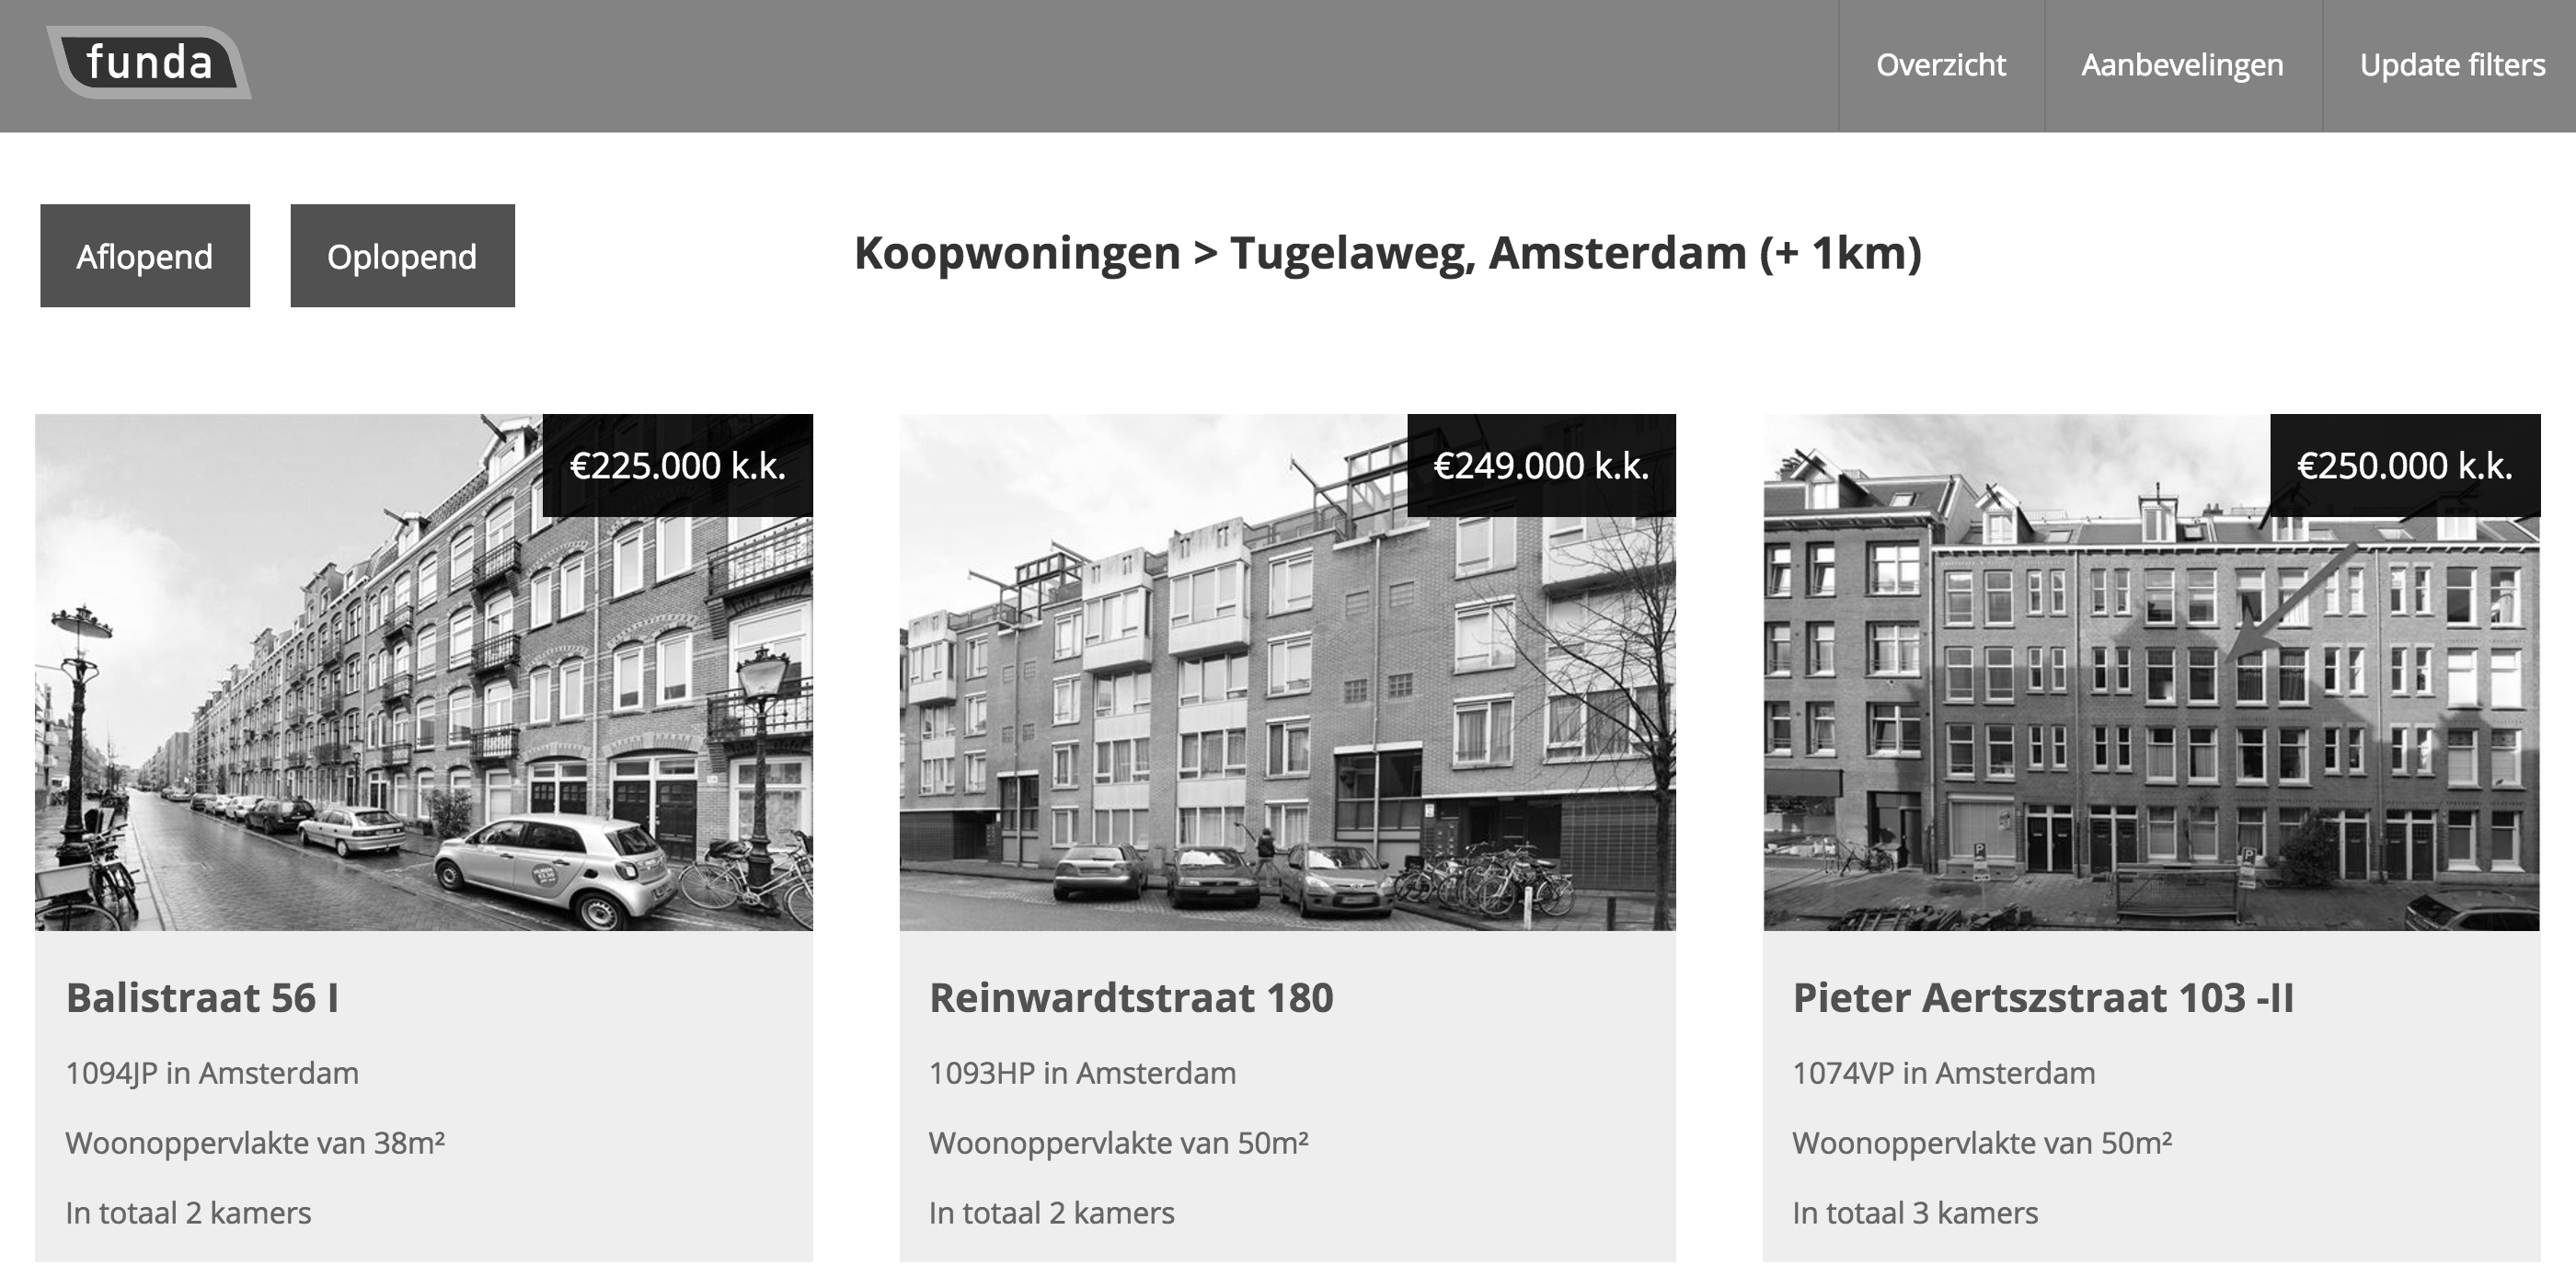 funda
Overzicht
Aanbevelingen
Update filters
Aflopend
Oplopend
Koopwoningen > Tugelaweg, Amsterdam (+ 1km)
€225.000 k.k.
€249.000 k.k.
€250.000 k.k.
Balistraat 56 I
1094JP in Amsterdam
Woonoppervlakte van 38m²
In totaal 2 kamers
Reinwardtstraat 180
1093HP in Amsterdam
Woonoppervlakte van 50m²
In totaal 2 kamers
Pieter Aertszstraat 103 -II
1074VP in Amsterdam
Woonoppervlakte van 50m²
In totaal 3 kamers